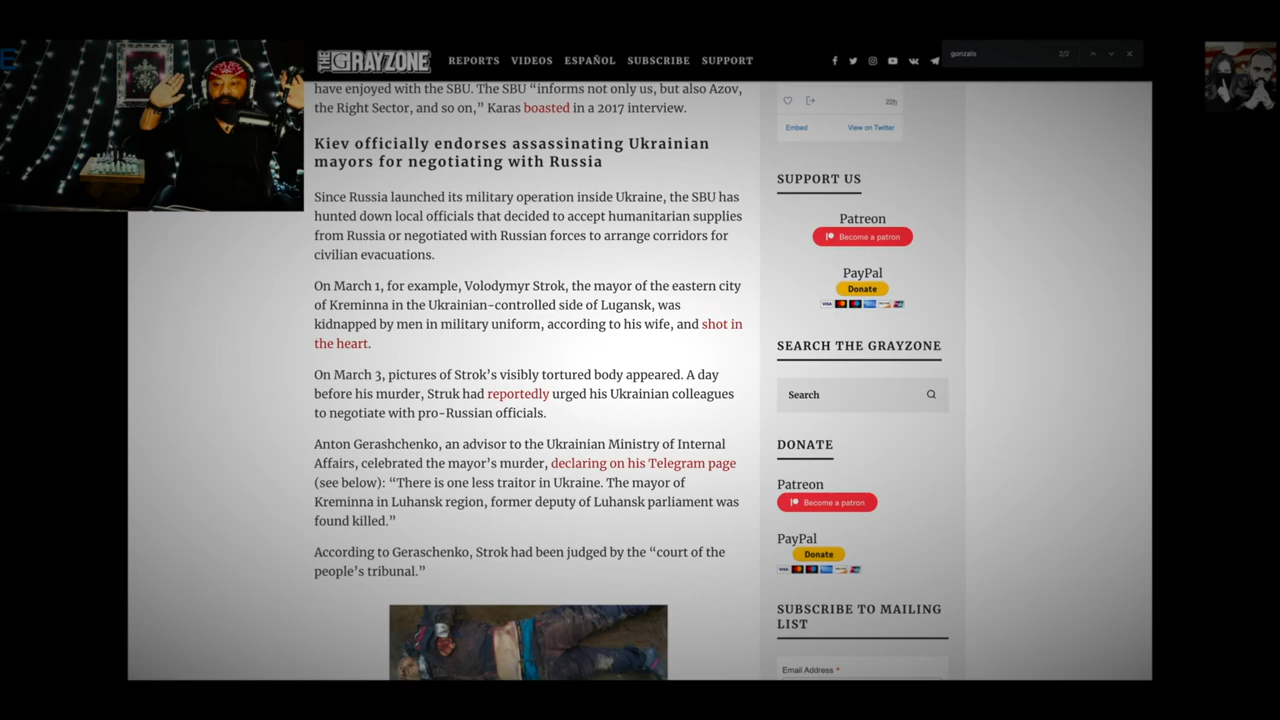 E
THE GRAYZONE
REPORTS VIDEOS ESPAÑOL SUBSCRIBE SUPPORT
gonzalo 2/2
have enjoyed with the SBU. The SBU “informs not only us, but also Azov,
the Right Sector, and so on,” Karas boasted in a 2017 interview.
Kiev officially endorses assassinating Ukrainian
mayors for negotiating with Russia
Since Russia launched its military operation inside Ukraine, the SBU has
hunted down local officials that decided to accept humanitarian supplies
from Russia or negotiated with Russian forces to arrange corridors for
civilian evacuations.
On March 1, for example, Volodymyr Strok, the mayor of the eastern city
of Kreminna in the Ukrainian-controlled side of Lugansk, was
kidnapped by men in military uniform, according to his wife, and shot in
the heart.
On March 3, pictures of Strok’s visibly tortured body appeared. A day
before his murder, Struk had reportedly urged his Ukrainian colleagues
to negotiate with pro-Russian officials.
Anton Gerashchenko, an advisor to the Ukrainian Ministry of Internal
Affairs, celebrated the mayor’s murder, declaring on his Telegram page
(see below): “There is one less traitor in Ukraine. The mayor of
Kreminna in Luhansk region, former deputy of Luhansk parliament was
found killed.”
According to Geraschenko, Strok had been judged by the “court of the
people’s tribunal.”
22h
Embed View on Twitter
SUPPORT US
Patreon
Become a patron
PayPal
Donate
VISA
SEARCH THE GRAYZONE
Search
DONATE
Patreon
Become a patron
PayPal
Donate
VISA
SUBSCRIBE TO MAILING
LIST
Email Address *